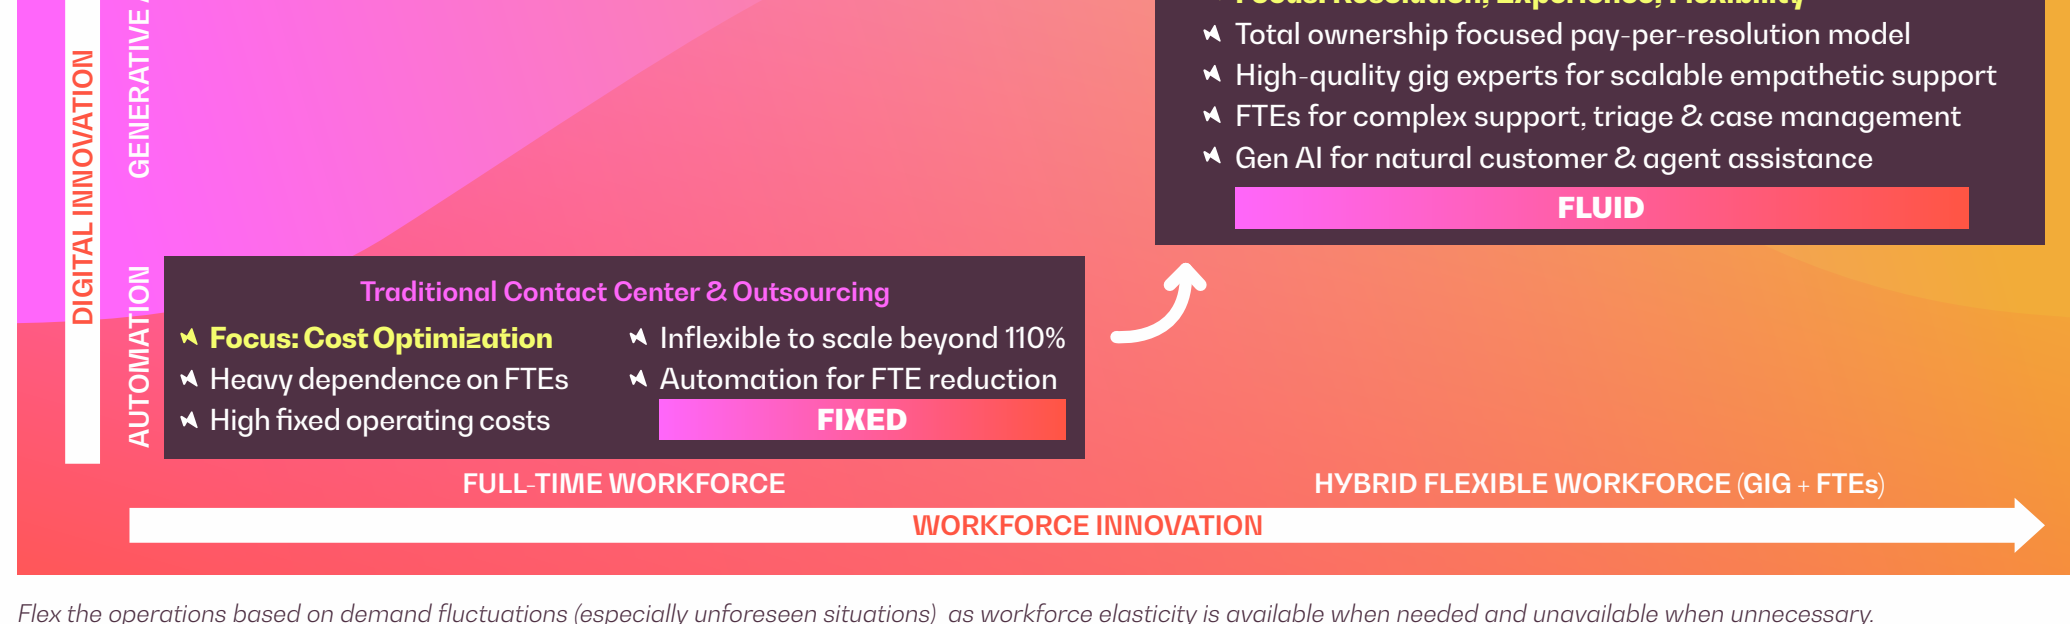 DIGITAL INNOVATION
GENERATIVE
AUTOMATION
Focus: Resolution, Experience, Flexibility
Total ownership focused pay-per-resolution model
High-quality gig experts for scalable empathetic support
FTEs for complex support, triage & case management
Gen AI for natural customer & agent assistance
FLUID
Traditional Contact Center & Outsourcing
Focus: Cost Optimization
Heavy dependence on FTEs
High fixed operating costs
Inflexible to scale beyond 110%
Automation for FTE reduction
FIXED
FULL-TIME WORKFORCE
HYBRID FLEXIBLE WORKFORCE (GIG + FTEs)
WORKFORCE INNOVATION
Flex the operations based on demand fluctuations (especially unforeseen situations) as workforce elasticity is available when needed and unavailable when unnecessary.